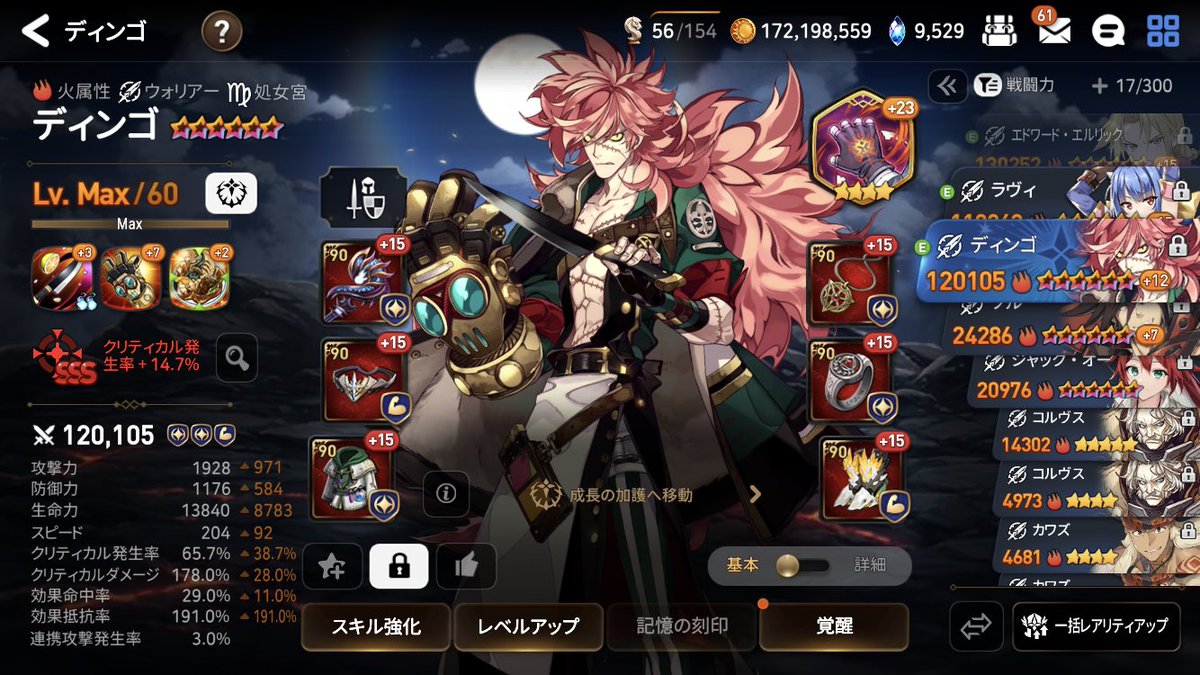 ディンゴ
?
56/154
172,198,559
9,529
61
火属性 ウォリアー 処女宮
ディンゴ
Lv. Max/60
Max
+3 +7 +2
SSS
クリティカル発
生率 + 14.7%
120,105
攻撃力 1928 971
防御力 1176 584
生命力 13840 8783
スピード 204 92
クリティカル発生率 65.7% 38.7%
クリティカルダメージ 178.0% 28.0%
効果命中率 29.0% 11.0%
効果抵抗率 191.0% 191.0%
連携攻撃発生率 3.0%
90 +15
90 +15
90 +15
+23
90 +15
90 +15
90 +15
成長の加護へ移動
基本 詳細
スキル強化
レベルアップ
記憶の刻印
覚醒
戦闘力
17/300
E エドワード・エルリック
120252 +15
E ラヴィ
E ディンゴ
120105 +12
24286 +7
ジャック・オー
20976
コルヴス
14302
コルヴス
4973
カワズ
4681
カワズ
一括レアリティアップ